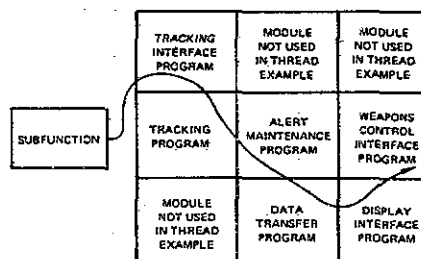 TRACKING
INTERFACE
PROGRAM
MODULE
NOT USED
IN THREAD
EXAMPLE
MODULE
NOT USED
IN THREAD
EXAMPLE
SUBFUNCTION
TRACKING
PROGRAM
ALERT
MAINTENANCE
PROGRAM
WEAPONS
CONTROL
INTERFACE
PROGRAM
MODULE
NOT USED
IN THREAD
EXAMPLE
DATA
TRANSFER
PROGRAM
DISPLAY
INTERFACE
PROGRAM